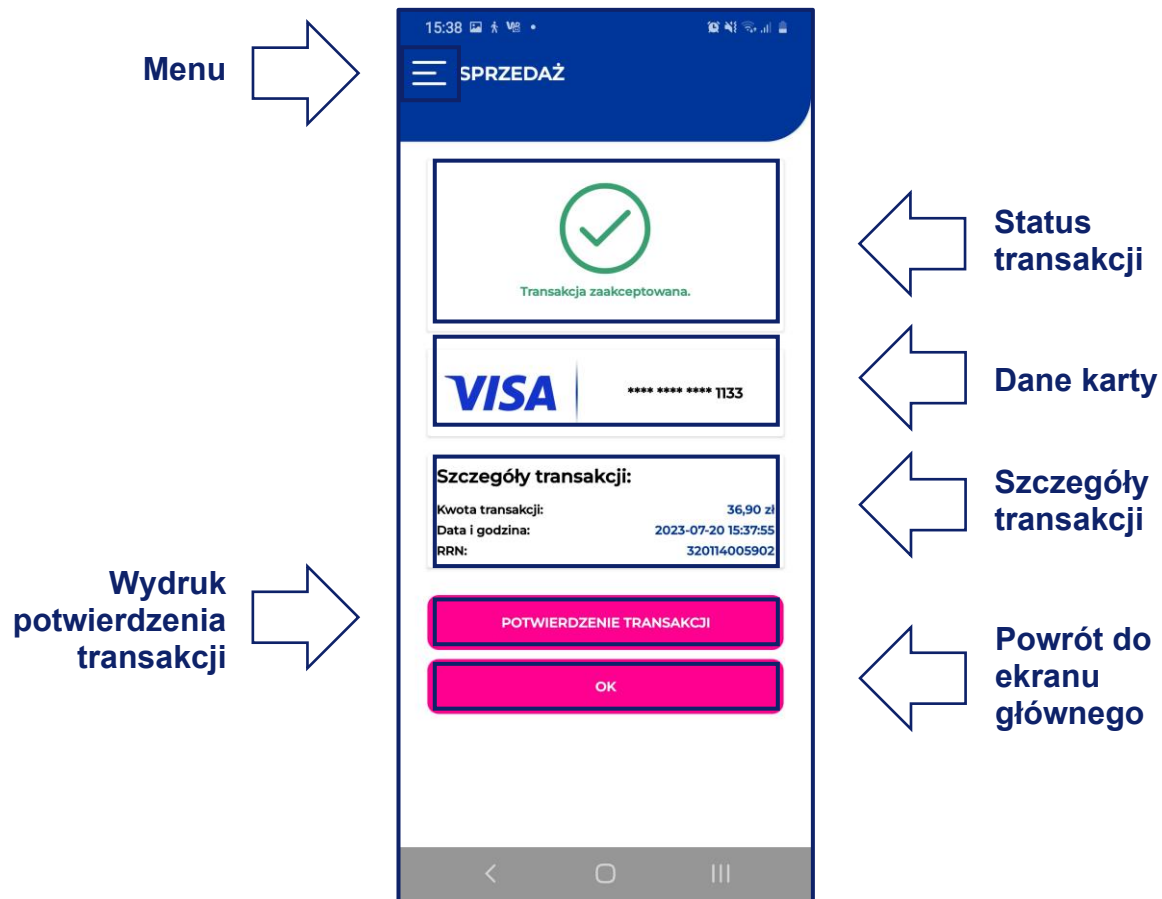 15:38
Menu
SPRZEDAŻ
Transakcja zaakceptowana.
Status
transakcji
VISA
**** **** **** 1133
Dane karty
Szczegóły transakcji:
Kwota transakcji: 36,90 zł
Data i godzina: 2023-07-20 15:37:55
RRN: 320114005902
Szczegóły
transakcji
Wydruk
potwierdzenia
transakcji
POTWIERDZENIE TRANSAKCJI
OK
Powrót do
ekranu
głównego